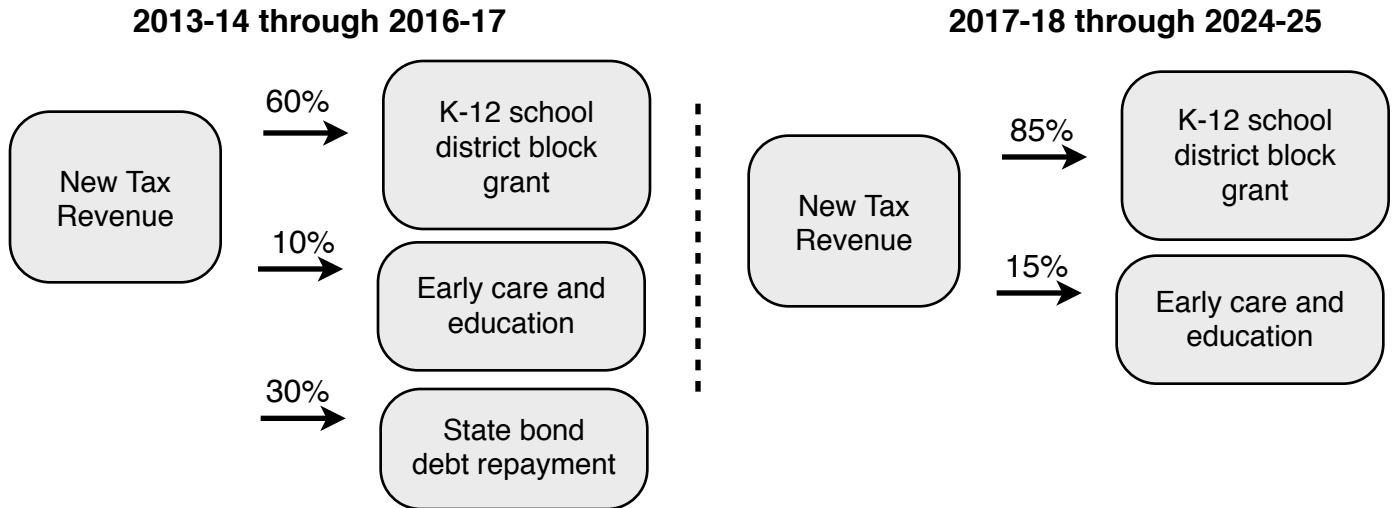 2013-14 through 2016-17
New Tax
Revenue
60%
K-12 school
district block
grant
10%
Early care and
education
30%
State bond
debt repayment
2017-18 through 2024-25
New Tax
Revenue
85%
K-12 school
district block
grant
15%
Early care and
education